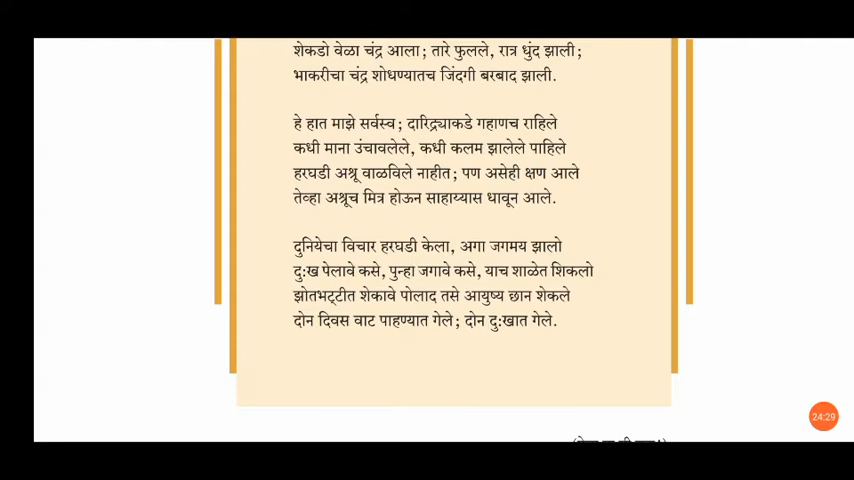 शेकडो वेळा चंद्र आला; तारे फुलले, रात्र धुंद झाली;
भाकरीचा चंद्र शोधण्यातच जिंदगी बरबाद झाली.
हे हात माझे सर्वस्व; दारिद्र्याकडे गहाणच राहिले
कधी माना उंचावलेले, कधी कलम झालेले पाहिले
हरघडी अश्रू वाळविले नाहीत; पण असेही क्षण आले
तेव्हा अश्रूच मित्र होऊन साहाय्यास धावून आले.
दुनियेचा विचार हरघडी केला, अगा जगमय झालो
दुःख पेलावे कसे, पुन्हा जगावे कसे, याच शाळेत शिकलो
झोतभट्टीत शेकावे पोलाद तसे आयुष्य छान शेकले
दोन दिवस वाट पाहण्यात गेले; दोन दुःखात गेले.
24:29